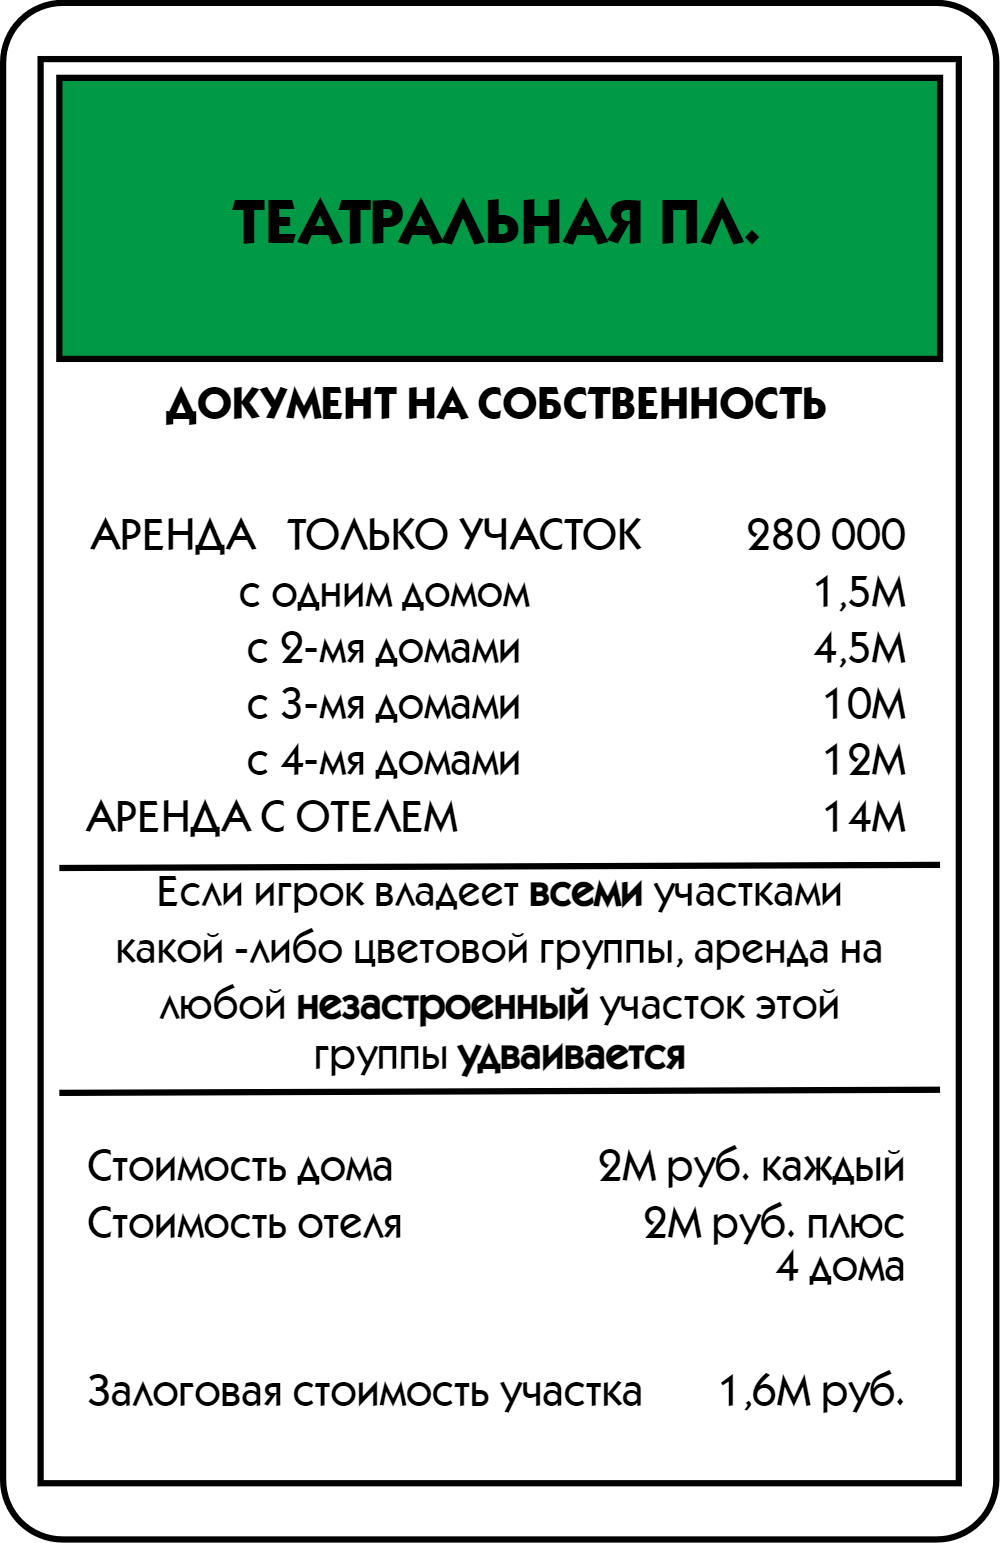 ТЕАТРАЛЬНАЯ ПЛ.
ДОКУМЕНТ НА СОБСТВЕННОСТЬ
АРЕНДА ТОЛЬКО УЧАСТОК 280 000
с одним домом 1,5М
с 2-мя домами 4,5М
с 3-мя домами 10М
с 4-мя домами 12М
АРЕНДА С ОТЕЛЕМ 14М
Если игрок владеет всеми участками
какой -либо цветовой группы, аренда на
любой незастроенный участок этой
группы удваивается
Стоимость дома 2М руб. каждый
Стоимость отеля 2М руб. плюс
4 дома
Залоговая стоимость участка 1,6М руб.